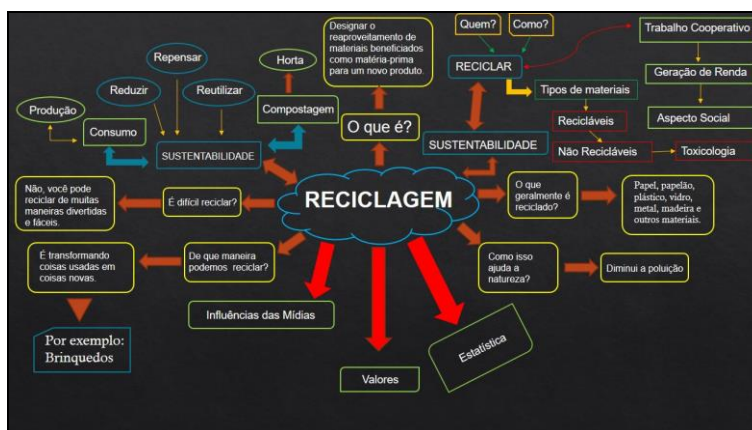 Quem?
Como?
Trabalho Cooperativo
Designar o
reaproveitamento de
materiais beneficiados
como matéria-prima
para um novo produto.
Repensar
Horta
RECICLAR
Geração de Renda
Reduzir
Reutilizar
Tipos de materiais
Produção
Compostagem
Consumo
O que é?
Recicláveis
Aspecto Social
SUSTENTABILIDADE
SUSTENTABILIDADE
Não Recicláveis
Toxicologia
RECICLAGEM
Não, você pode
reciclar de muitas
maneiras divertidas
e fáceis.
É difícil reciclar?
O que
geralmente é
reciclado?
Papel, papelão,
plástico, vidro,
metal, madeira e
outros materiais.
É transformando
coisas usadas em
coisas novas.
De que maneira
podemos reciclar?
Como isso
ajuda a
natureza?
Diminui a poluição
Influências das Mídias
Por exemplo:
Brinquedos
Estatística
Valores